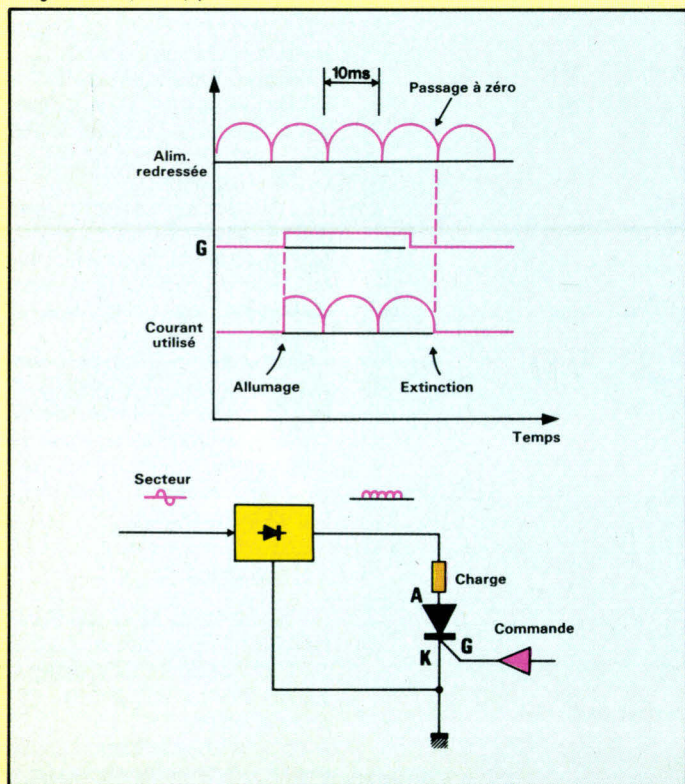 10ms
Passage à zéro
Alim.
redressée
G
Courant
utilisé
Allumage
Extinction
Temps
Secteur
Charge
A
Commande
G
K